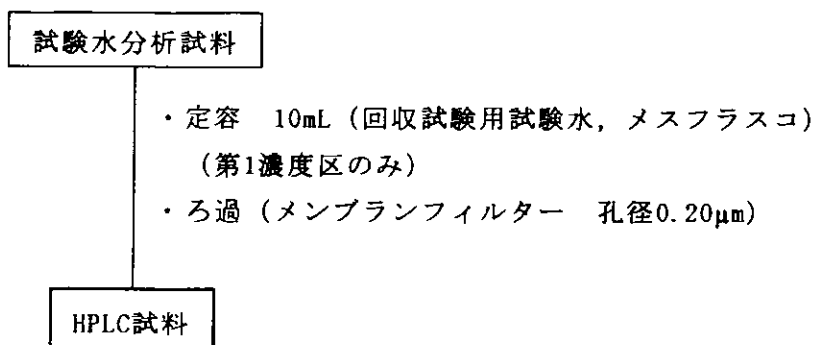 試験水分析試料
・定容　10mL（回収試験用試験水，メスフラスコ）
（第1濃度区のみ）
・ろ過（メンブランフィルター　孔径0.20μm）
HPLC試料